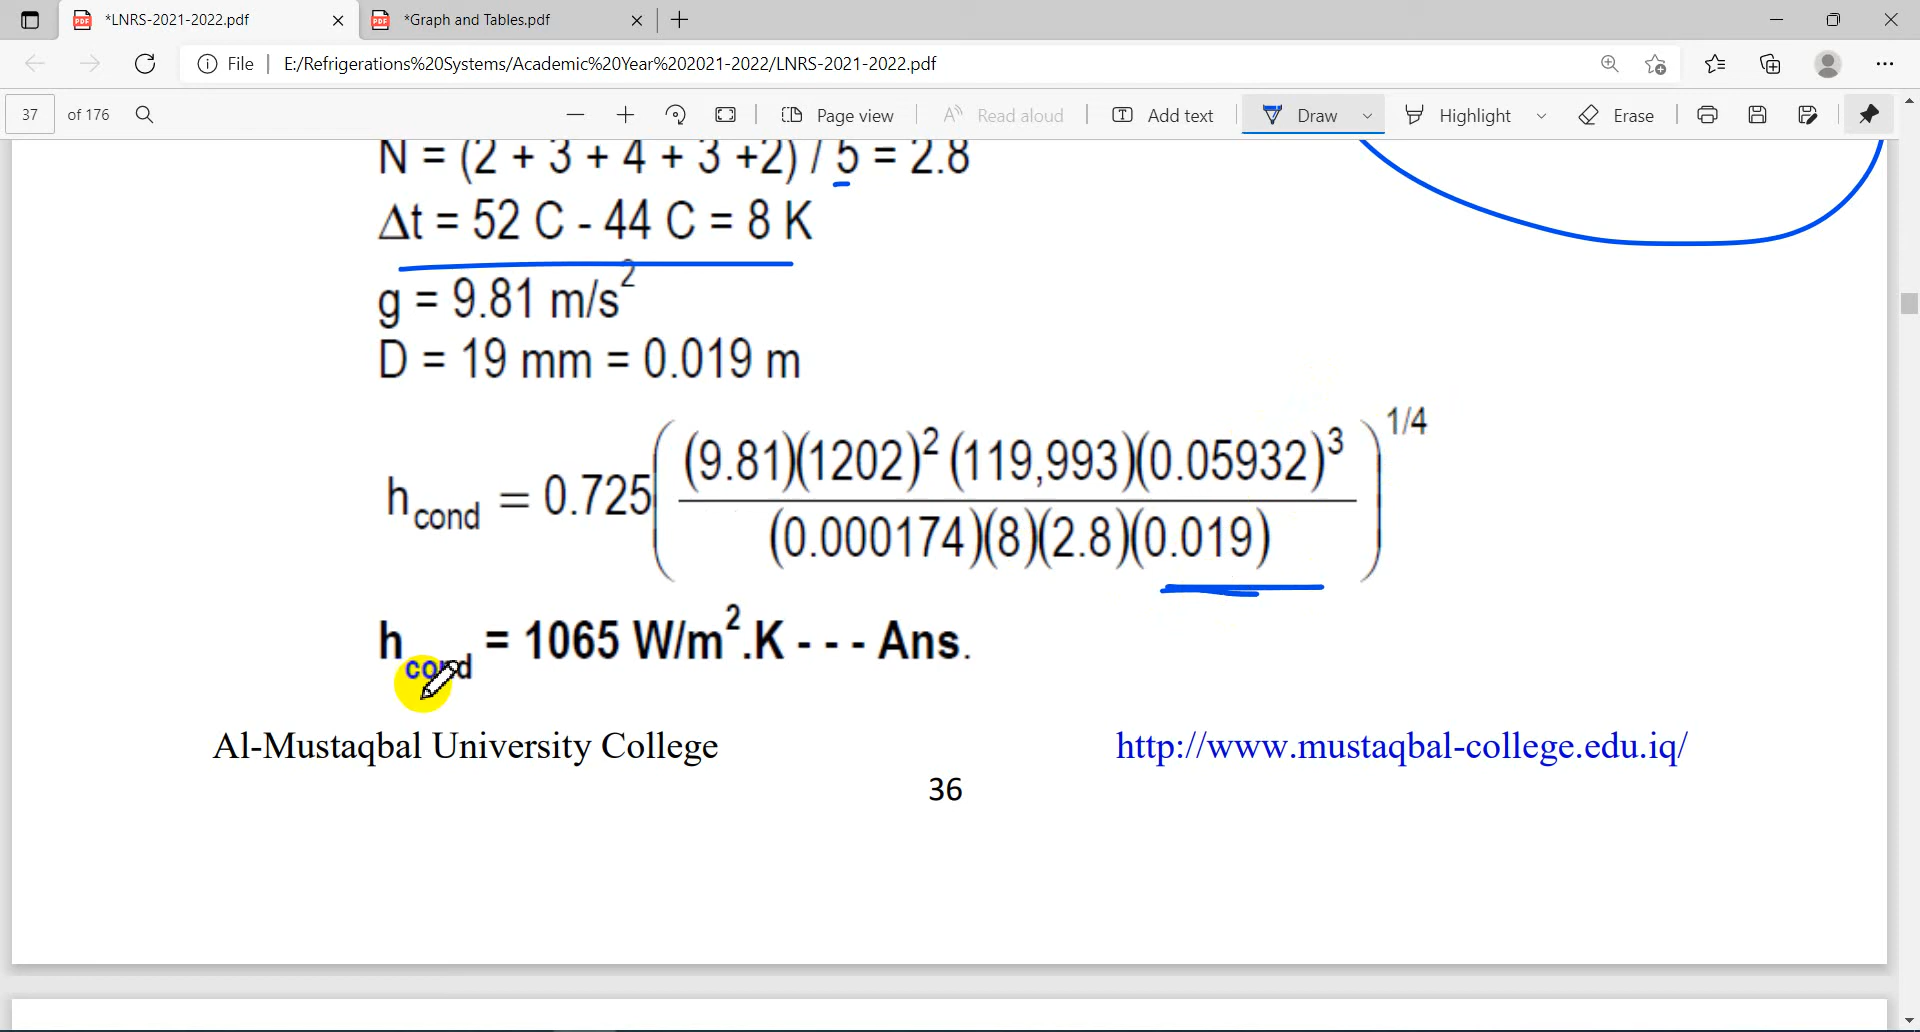 *LNRS-2021-2022.pdf
*Graph and Tables.pdf
File
E:/Refrigerations%20Systems/Academic%20Year%202021-2022/LNRS-2021-2022.pdf
37 of 176
Page view
Read aloud
Add text
Draw
Highlight
Erase
N = (2 + 3 + 4 + 3 +2) / 5 = 2.8
Δt = 52 C - 44 C = 8 K
g = 9.81 m/s²
D = 19 mm = 0.019 m
h_cond = 0.725( (9.81)(1202)² (119,993)(0.05932)³ / (0.000174)(8)(2.8)(0.019) )^1/4
h_cond = 1065 W/m².K - - - Ans.
Al-Mustaqbal University College
http://www.mustaqbal-college.edu.iq/
36